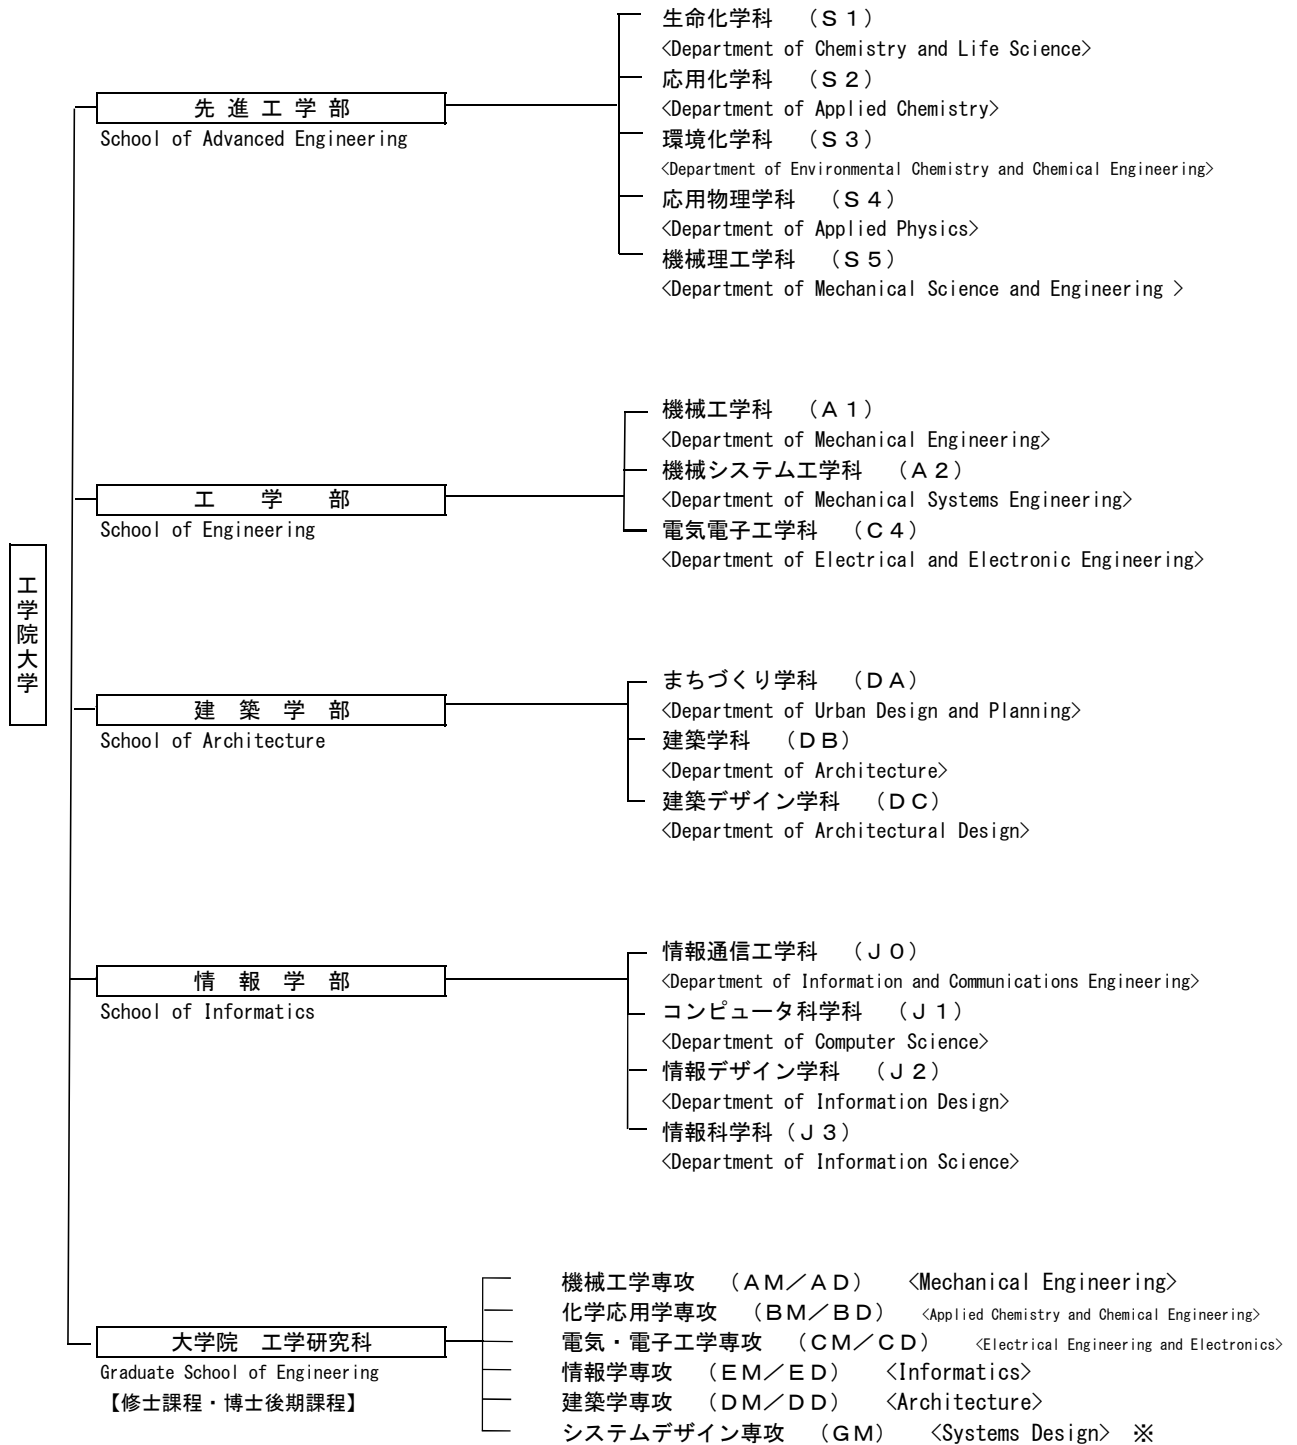 工学院大学
先進工学部
School of Advanced Engineering
生命化学科　（Ｓ１）
<Department of Chemistry and Life Science>
応用化学科　（Ｓ２）
<Department of Applied Chemistry>
環境化学科　（Ｓ３）
<Department of Environmental Chemistry and Chemical Engineering>
応用物理学科　（Ｓ４）
<Department of Applied Physics>
機械理工学科　（Ｓ５）
<Department of Mechanical Science and Engineering >
工　学　部
School of Engineering
機械工学科　（Ａ１）
<Department of Mechanical Engineering>
機械システム工学科　（Ａ２）
<Department of Mechanical Systems Engineering>
電気電子工学科　（Ｃ４）
<Department of Electrical and Electronic Engineering>
建　築　学　部
School of Architecture
まちづくり学科　（ＤＡ）
<Department of Urban Design and Planning>
建築学科　（ＤＢ）
<Department of Architecture>
建築デザイン学科　（ＤＣ）
<Department of Architectural Design>
情　報　学　部
School of Informatics
情報通信工学科　（Ｊ０）
<Department of Information and Communications Engineering>
コンピュータ科学科　（Ｊ１）
<Department of Computer Science>
情報デザイン学科　（Ｊ２）
<Department of Information Design>
情報科学科（Ｊ３）
<Department of Information Science>
大学院　工学研究科
Graduate School of Engineering
【修士課程・博士後期課程】
機械工学専攻　（ＡＭ／ＡＤ）　<Mechanical Engineering>
化学応用学専攻　（ＢＭ／ＢＤ）　<Applied Chemistry and Chemical Engineering>
電気・電子工学専攻　（ＣＭ／ＣＤ）　<Electrical Engineering and Electronics>
情報学専攻　（ＥＭ／ＥＤ）　<Informatics>
建築学専攻　（ＤＭ／ＤＤ）　<Architecture>
システムデザイン専攻　（ＧＭ）　<Systems Design>　※